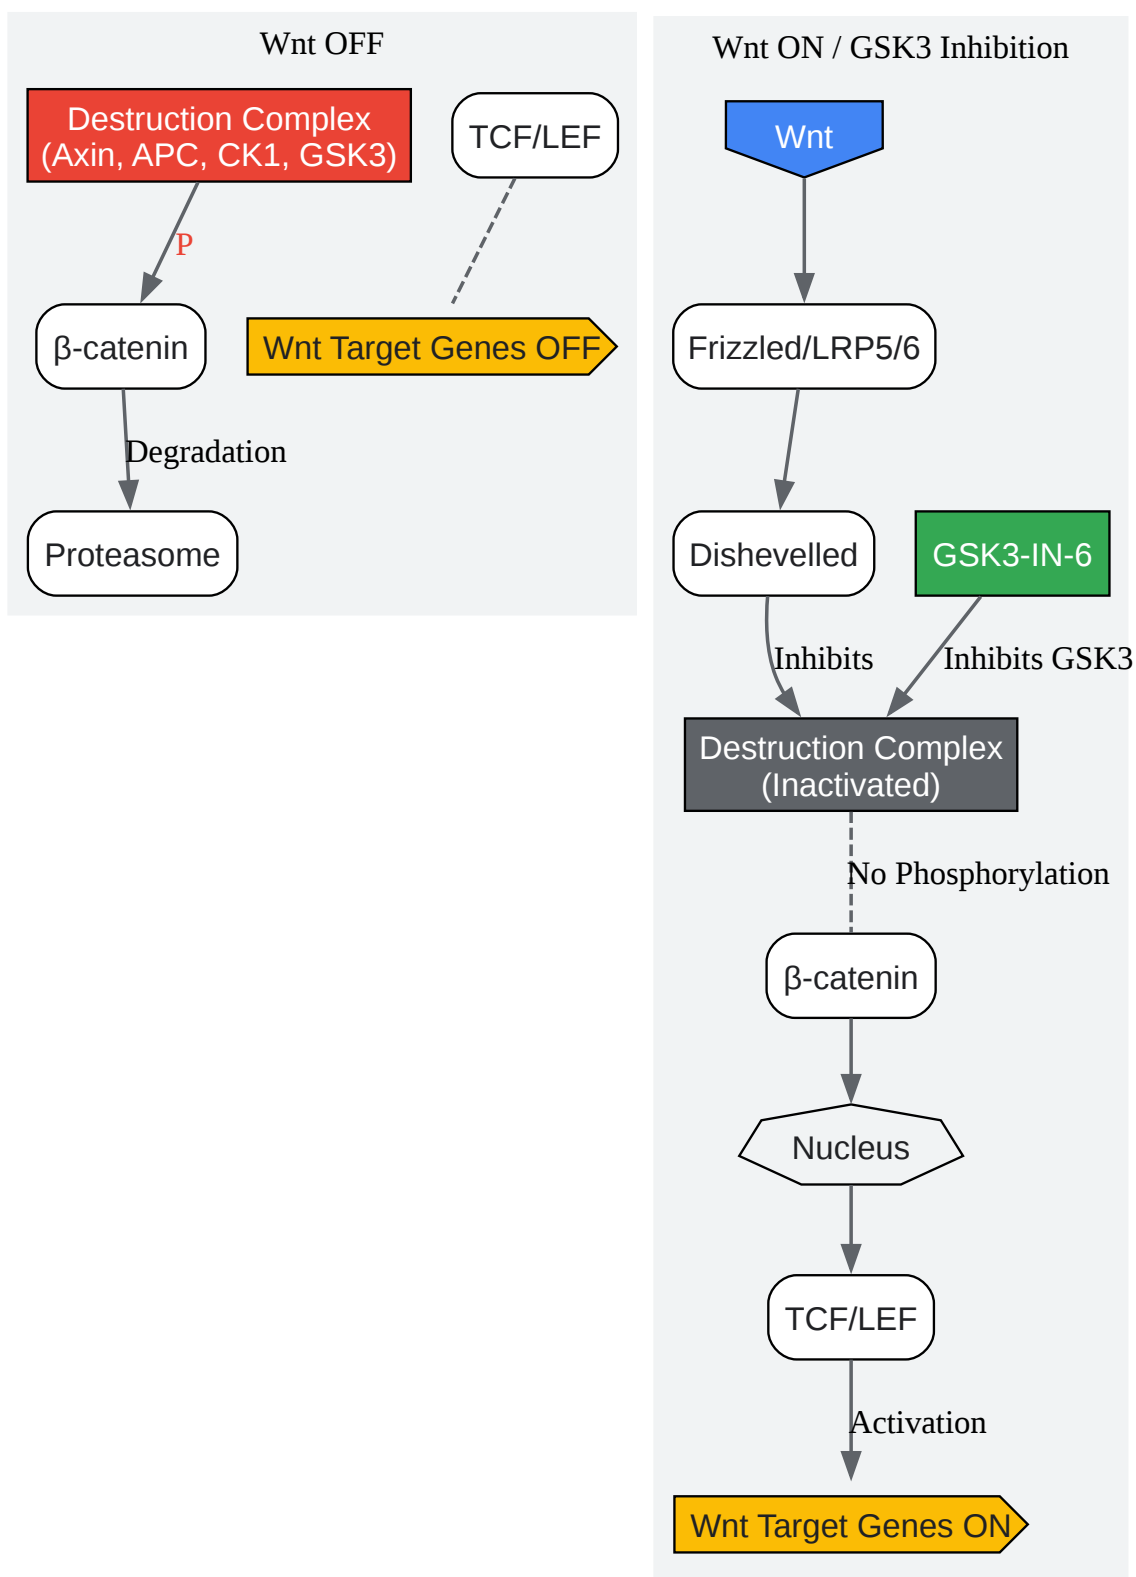 Wnt OFF
Destruction Complex
(Axin, APC, CK1, GSK3)
TCF/LEF
P
β-catenin
Wnt Target Genes OFF
Degradation
Proteasome
Wnt ON / GSK3 Inhibition
Wnt
Frizzled/LRP5/6
Dishevelled
GSK3-IN-6
Inhibits
Inhibits GSK3
Destruction Complex
(Inactivated)
No Phosphorylation
β-catenin
Nucleus
TCF/LEF
Activation
Wnt Target Genes ON